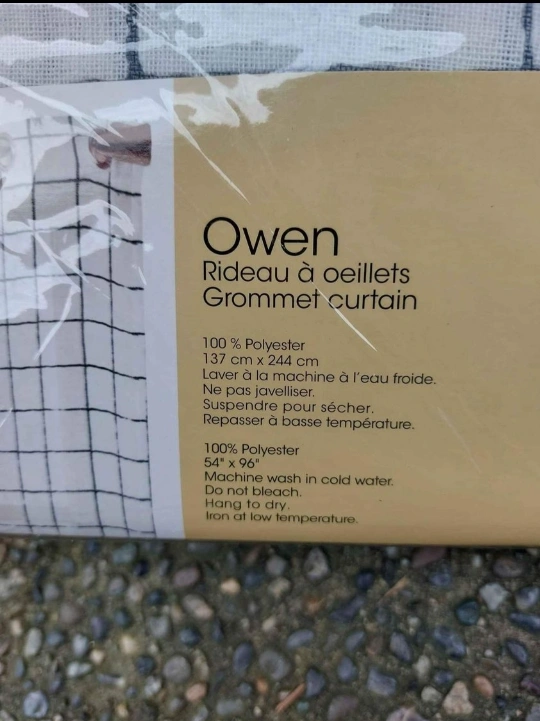 Owen
Rideau à oeillets
Grommet curtain
100 % Polyester
137 cm x 244 cm
Laver à la machine à l'eau froide.
Ne pas javelliser.
Suspendre pour sécher.
Repasser à basse température.
100% Polyester
54" x 96"
Machine wash in cold water.
Do not bleach.
Hang to dry.
Iron at low temperature.